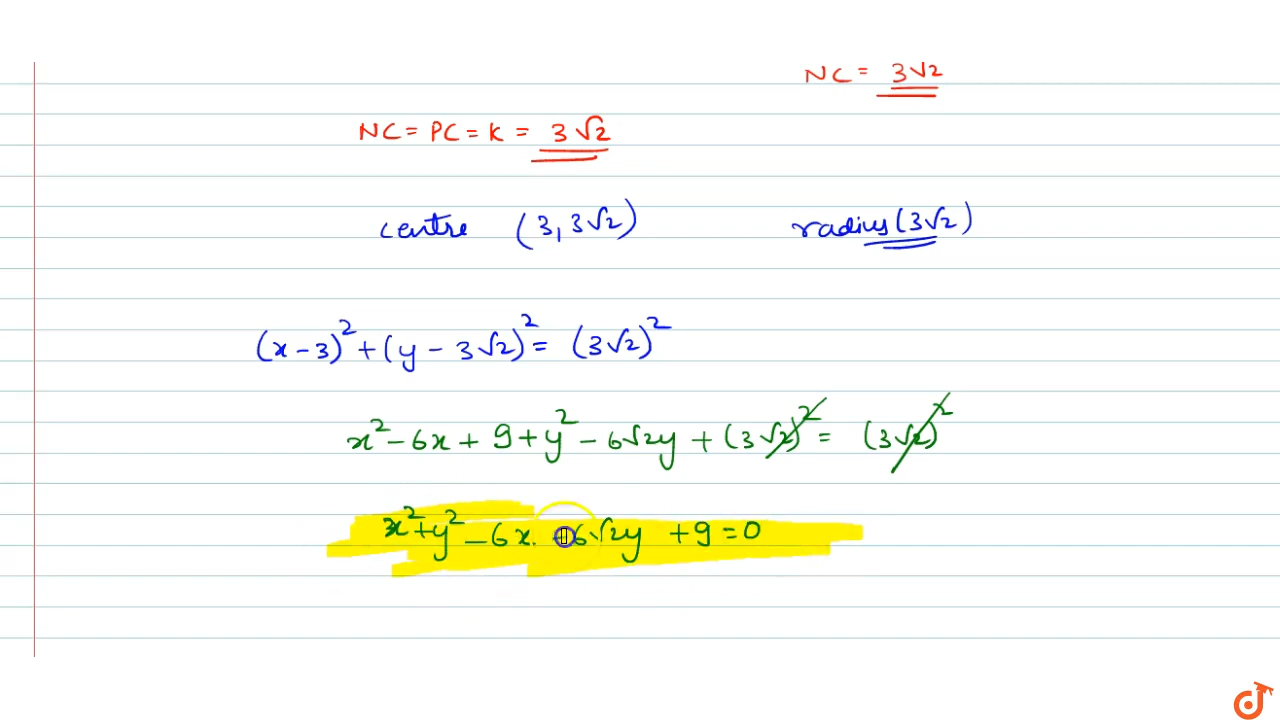 NC = 3√2
NC = PC = K = 3√2
centre (3, 3√2) radius (3√2)
(x - 3)² + (y - 3√2)² = (3√2)²
x² - 6x + 9 + y² - 6√2y + (3√2)² = (3√2)²
x² + y² - 6x - 6√2y + 9 = 0